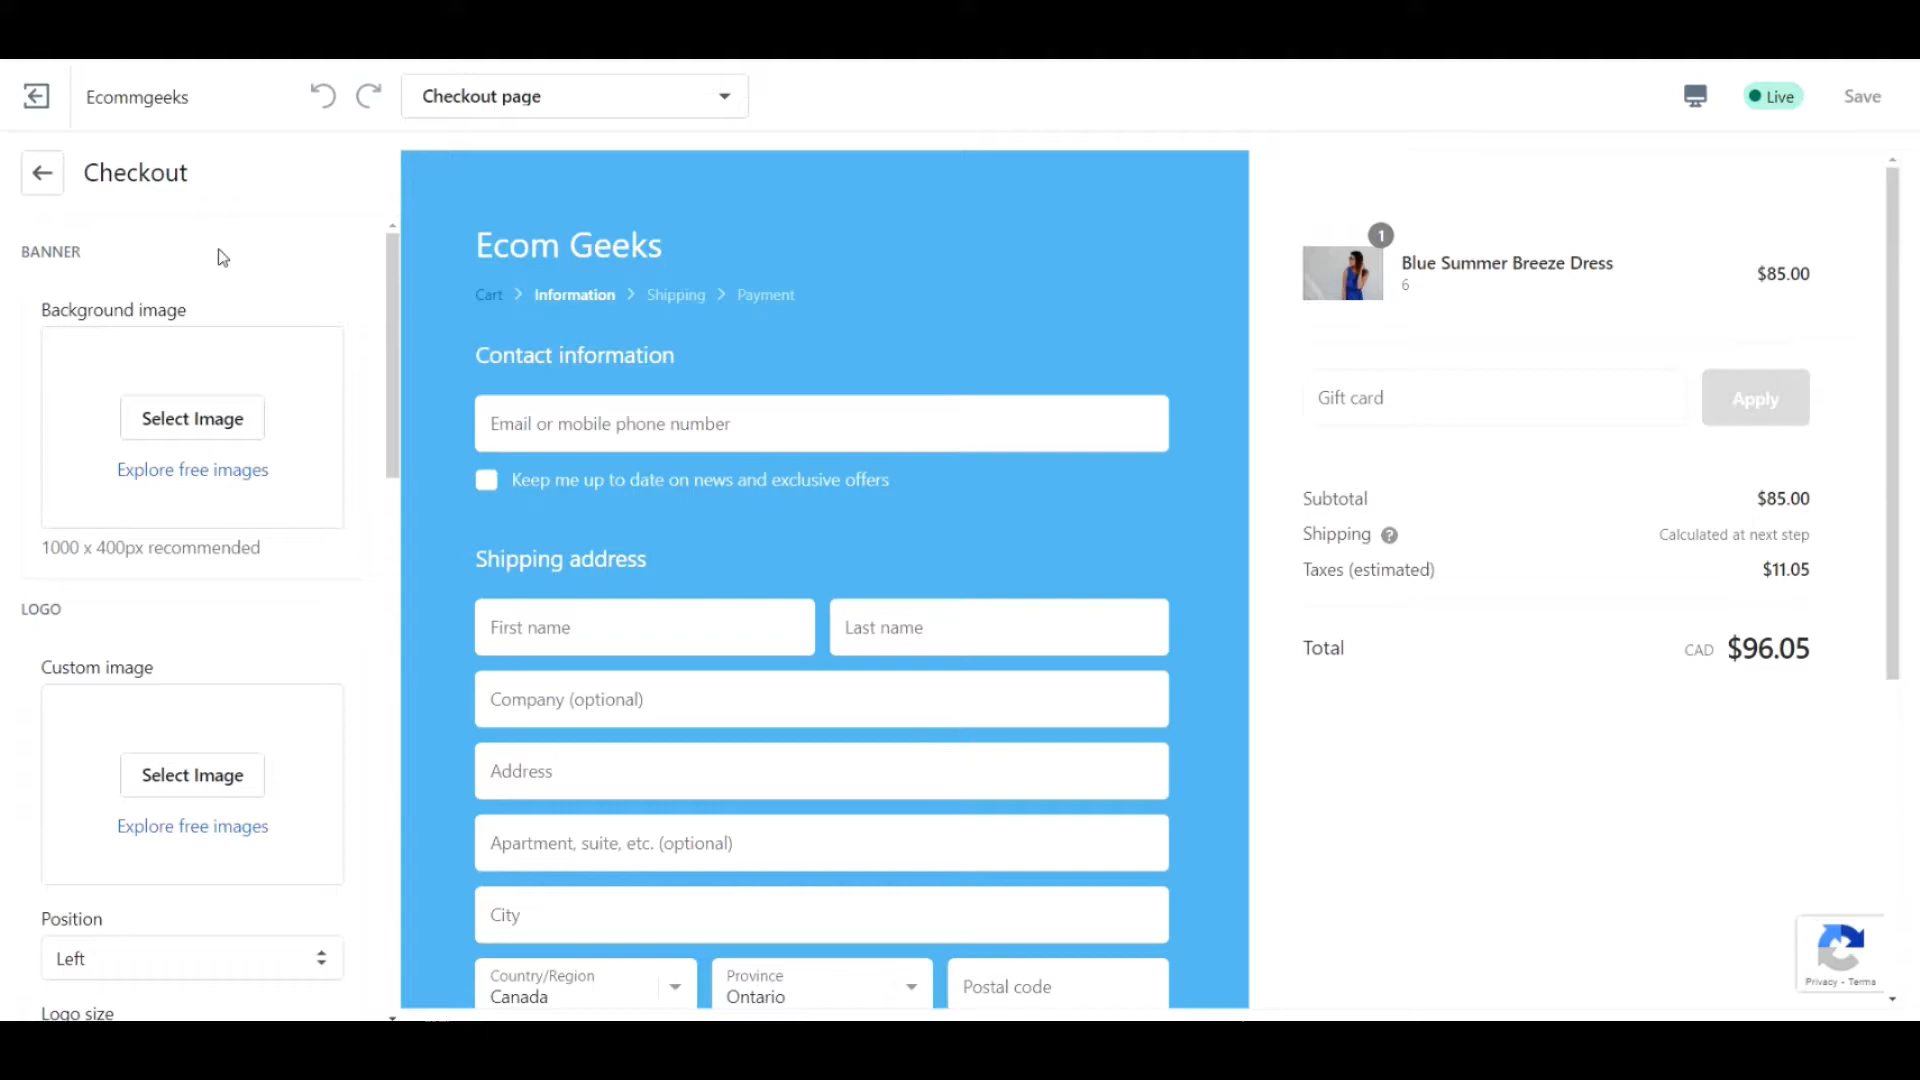 Ecommgeeks
Checkout page
Live
Save
Checkout
BANNER
Background image
Select Image
Explore free images
1000 x 400px recommended
LOGO
Custom image
Select Image
Explore free images
Position
Left
Logo size
Ecom Geeks
Cart > Information > Shipping > Payment
Contact information
Email or mobile phone number
Keep me up to date on news and exclusive offers
Shipping address
First name
Last name
Company (optional)
Address
Apartment, suite, etc. (optional)
City
Country/Region
Canada
Province
Ontario
Postal code
1
Blue Summer Breeze Dress
6
$85.00
Gift card
Apply
Subtotal $85.00
Shipping ? Calculated at next step
Taxes (estimated) $11.05
Total CAD $96.05
Privacy - Terms